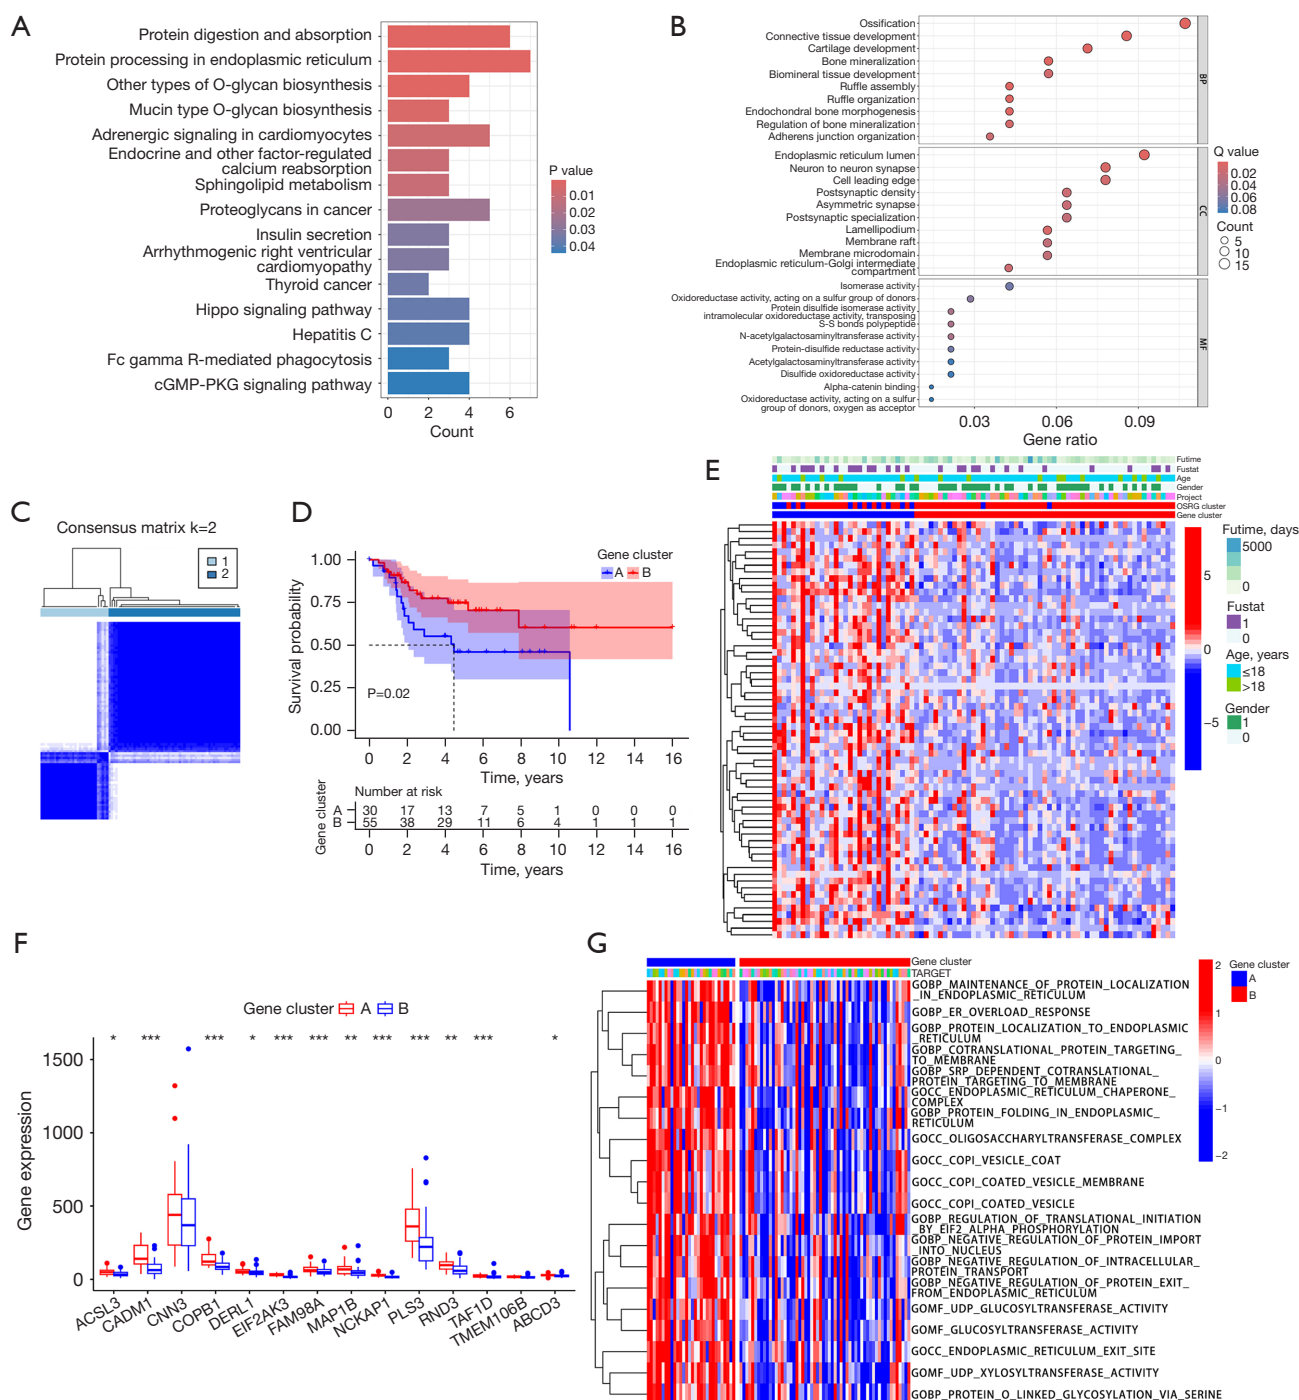 A
Protein digestion and absorption
Protein processing in endoplasmic reticulum
Other types of O-glycan biosynthesis
Mucin type O-glycan biosynthesis
Adrenergic signaling in cardiomyocytes
Endocrine and other factor-regulated
calcium reabsorption
Sphingolipid metabolism
Proteoglycans in cancer
Insulin secretion
Arrhythmogenic right ventricular
cardiomyopathy
Thyroid cancer
Hippo signaling pathway
Hepatitis C
Fc gamma R-mediated phagocytosis
cGMP-PKG signaling pathway
0 2 4 6
Count
P value
0.01
0.02
0.03
0.04
B
Ossification
Connective tissue development
Cartilage development
Bone mineralization
Biomineral tissue development
Ruffle assembly
Ruffle organization
Endochondral bone morphogenesis
Regulation of bone mineralization
Adherens junction organization
BP
Endoplasmic reticulum lumen
Neuron to neuron synapse
Cell leading edge
Postsynaptic density
Asymmetric synapse
Postsynaptic specialization
Lamellipodium
Membrane raft
Membrane microdomain
Endoplasmic reticulum-Golgi intermediate
compartment
CC
Isomerase activity
Oxidoreductase activity, acting on a sulfur group of donors
Protein disulfide isomerase activity
intramolecular oxidoreductase activity, transposing
S-S bonds polypeptide
N-acetylgalactosaminyltransferase activity
Protein-disulfide reductase activity
Acetylgalactosaminyltransferase activity
Disulfide oxidoreductase activity
Alpha-catenin binding
Oxidoreductase activity, acting on a sulfur
group of donors, oxygen as acceptor
MF
0.03 0.06 0.09
Gene ratio
Q value
0.02
0.04
0.06
0.08
Count
5
10
15
C
Consensus matrix k=2
1
2
D
Gene cluster
A B
Survival probability
1.00
0.75
0.50
0.25
0.00
P=0.02
0 2 4 6 8 10 12 14 16
Time, years
Number at risk
Gene cluster
A 30 17 13 7 5 1 0 0 0
B 55 38 29 11 6 4 1 1 1
0 2 4 6 8 10 12 14 16
Time, years
E
Futime
Fustat
Age
Gender
Project
OSRG cluster
Gene cluster
5
0
−5
Futime, days
5000
0
Fustat
1
0
Age, years
≤18
>18
Gender
1
0
F
Gene cluster A B
* *** *** * *** *** ** *** *** ** *** *
Gene expression
1500
1000
500
0
ACSL3
CADM1
CNN3
COPB1
DERL1
EIF2AK3
FAM98A
MAP1B
NCKAP1
PLS3
RND3
TAF1D
TMEM106B
ABCD3
G
Gene cluster
TARGET
GOBP_MAINTENANCE_OF_PROTEIN_LOCALIZATION
_IN_ENDOPLASMIC_RETICULUM
GOBP_ER_OVERLOAD_RESPONSE
GOBP_PROTEIN_LOCALIZATION_TO_ENDOPLASMIC
_RETICULUM
GOBP_COTRANSLATIONAL_PROTEIN_TARGETING_
TO_MEMBRANE
GOBP_SRP_DEPENDENT_COTRANSLATIONAL_
PROTEIN_TARGETING_TO_MEMBRANE
GOCC_ENDOPLASMIC_RETICULUM_CHAPERONE_
COMPLEX
GOBP_PROTEIN_FOLDING_IN_ENDOPLASMIC_
RETICULUM
GOCC_OLIGOSACCHARYLTRANSFERASE_COMPLEX
GOCC_COPI_VESICLE_COAT
GOCC_COPI_COATED_VESICLE_MEMBRANE
GOCC_COPI_COATED_VESICLE
GOBP_REGULATION_OF_TRANSLATIONAL_INITIATION
_BY_EIF2_ALPHA_PHOSPHORYLATION
GOBP_NEGATIVE_REGULATION_OF_PROTEIN_IMPORT
_INTO_NUCLEUS
GOBP_NEGATIVE_REGULATION_OF_INTRACELLULAR_
PROTEIN_TRANSPORT
GOBP_NEGATIVE_REGULATION_OF_PROTEIN_EXIT_
FROM_ENDOPLASMIC_RETICULUM
GOMF_UDP_GLUCOSYLTRANSFERASE_ACTIVITY
GOMF_GLUCOSYLTRANSFERASE_ACTIVITY
GOCC_ENDOPLASMIC_RETICULUM_EXIT_SITE
GOMF_UDP_XYLOSYLTRANSFERASE_ACTIVITY
GOBP_PROTEIN_O_LINKED_GLYCOSYLATION_VIA_SERINE
2
1
0
−1
−2
Gene cluster
A
B